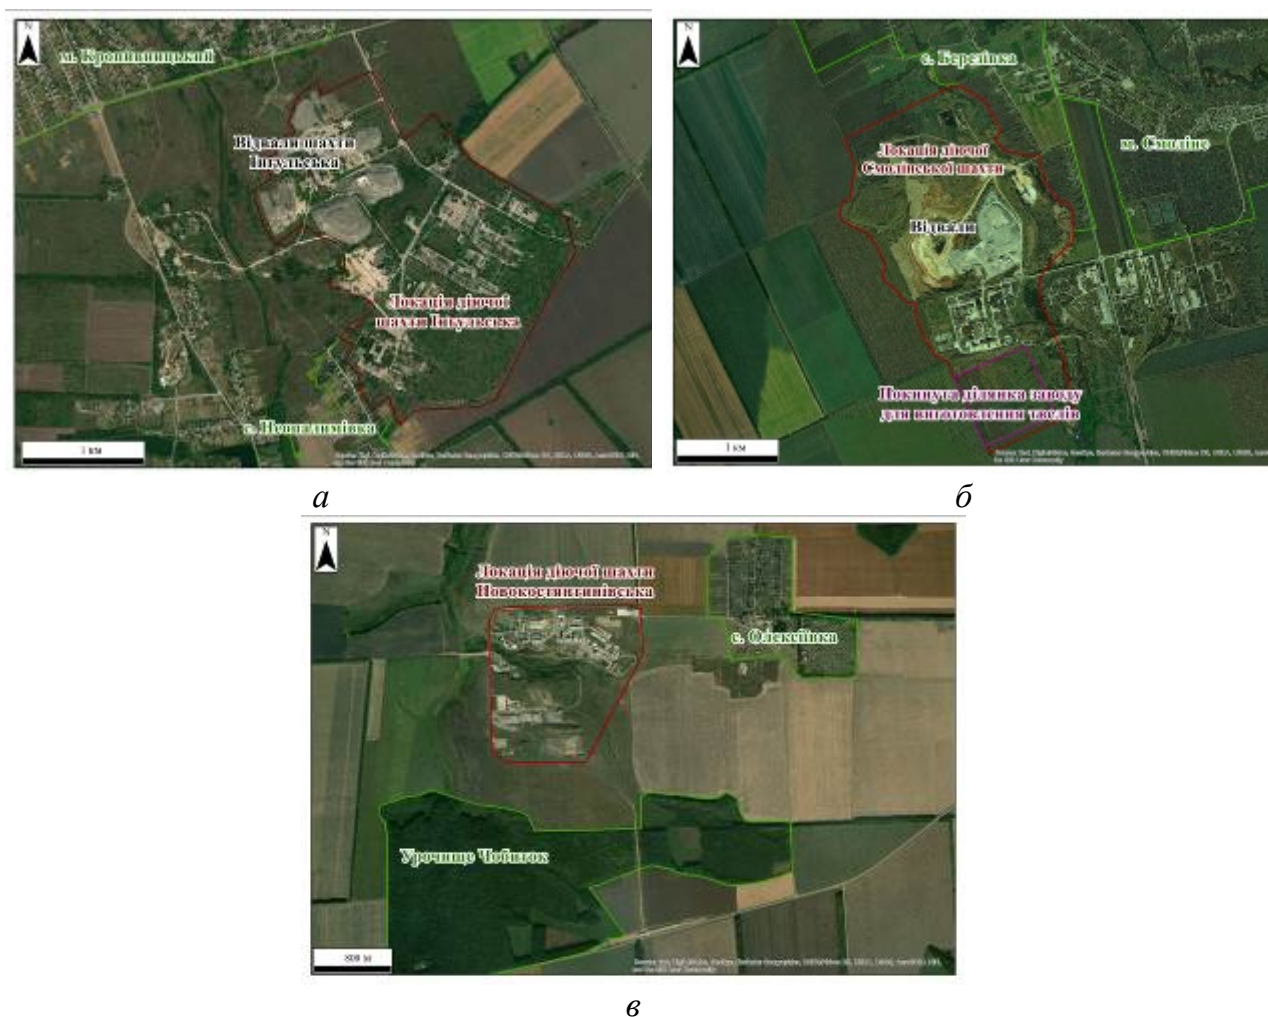 N
м. Кропивницький
Відвали шахти
Інгульська
Локація діючої
шахти Інгульська
с. Неопалимівка
1 км
а
N
с. Березівка
м. Смоліне
Локація діючої
Смолінської шахти
Відвали
Покинута ділянка заводу
для виготовлення твелів
1 км
б
N
Локація діючої шахти
Новокостянтинівська
с. Олексіївка
Урочище Чобиток
800 м
в